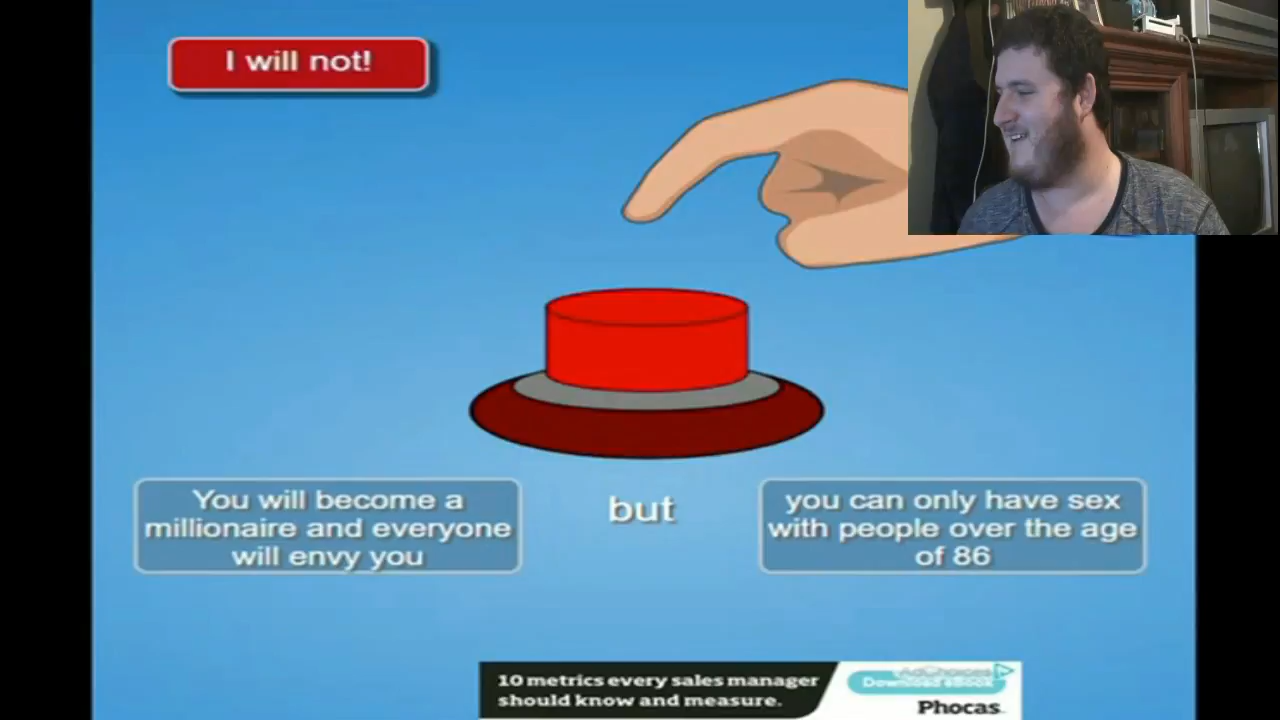 I will not!
You will become a
millionaire and everyone
will envy you
but
you can only have sex
with people over the age
of 86
10 metrics every sales manager
should know and measure.
AdChoices
Download eBook
Phocas